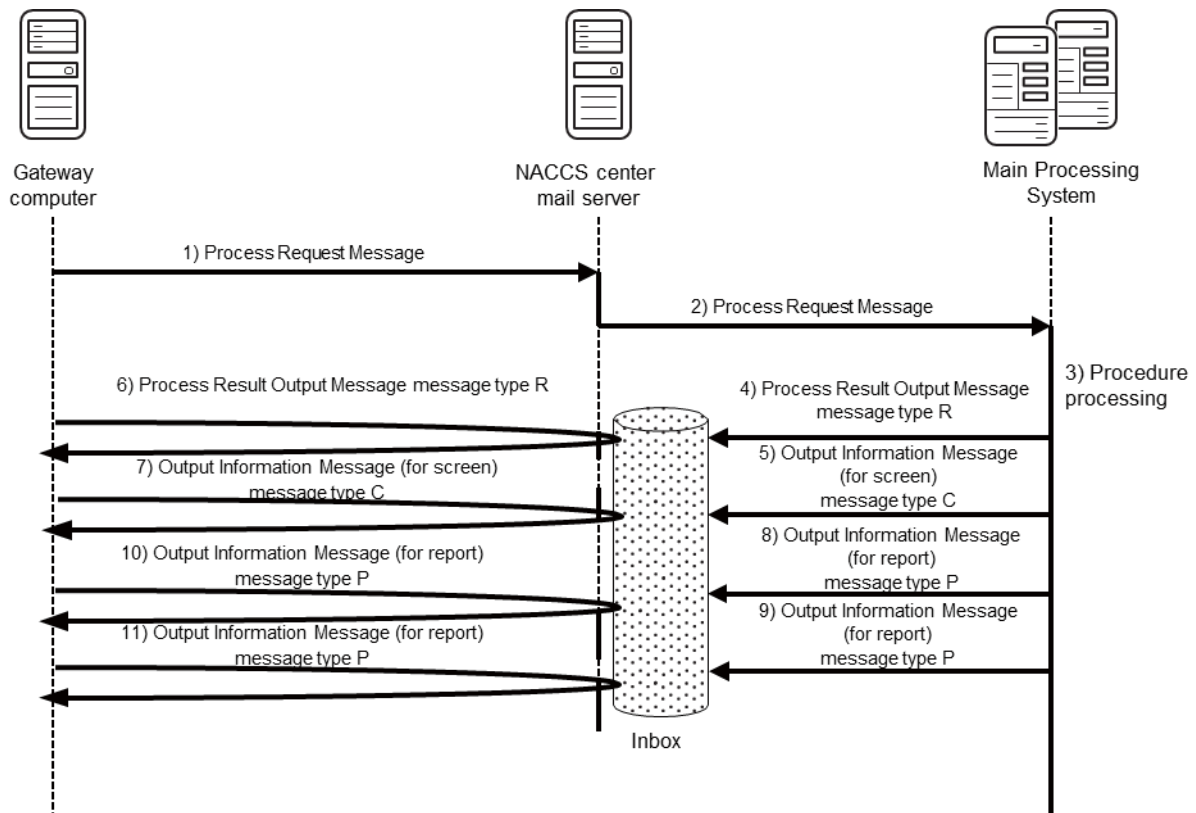 Gateway
computer
NACCS center
mail server
Main Processing
System
1) Process Request Message
2) Process Request Message
3) Procedure
processing
6) Process Result Output Message message type R
4) Process Result Output Message
message type R
7) Output Information Message (for screen)
message type C
5) Output Information Message
(for screen)
message type C
10) Output Information Message (for report)
message type P
8) Output Information Message
(for report)
message type P
11) Output Information Message (for report)
message type P
9) Output Information Message
(for report)
message type P
Inbox